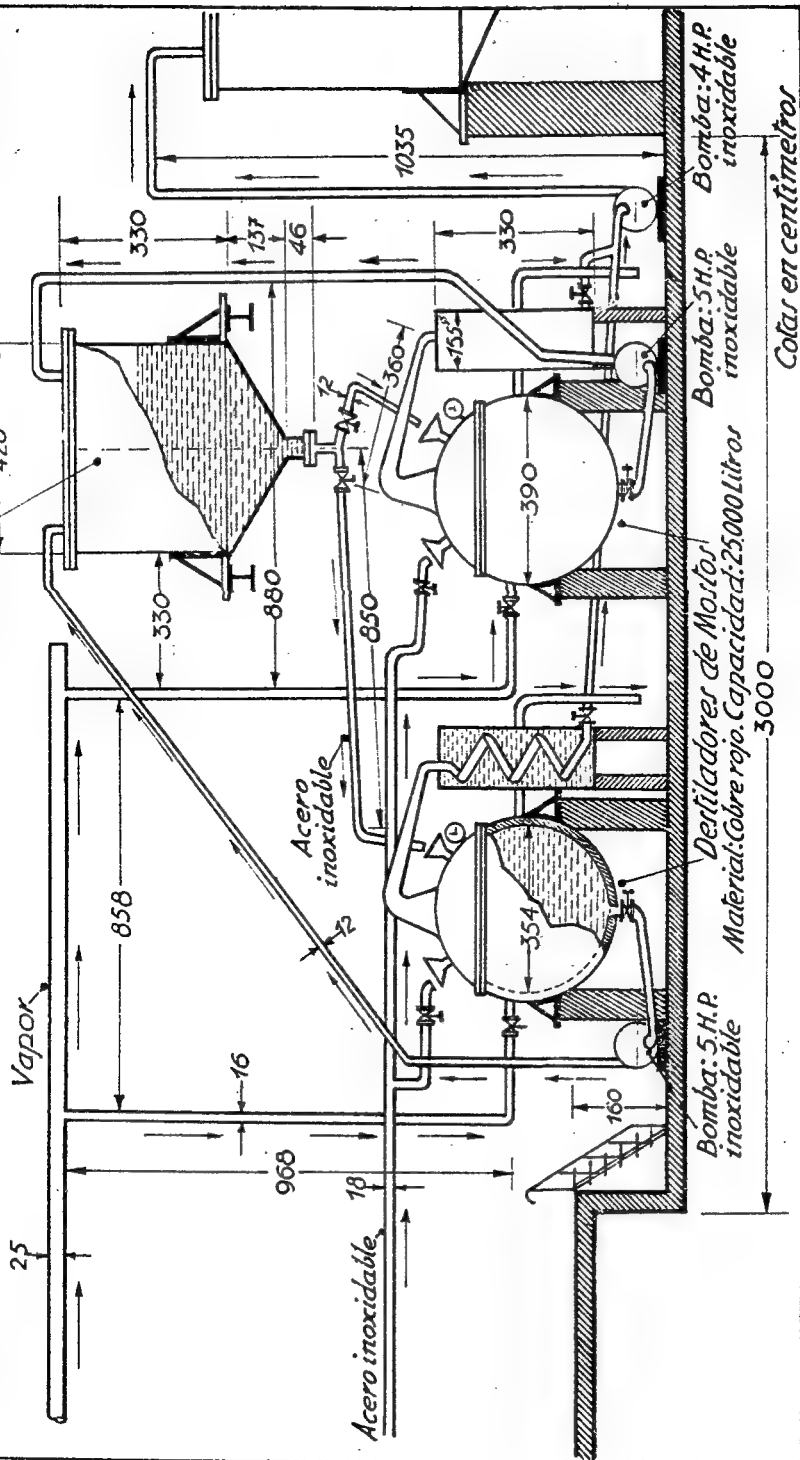 25
Vapor
858
330
330
137
46
16
968
880
Acero
inoxidable
12
12
18
Acero inoxidable
850
360
1035
155ø
330
354
390
160
Bomba: 5 H.P.
inoxidable
Destiladores de Mostos
Material: Cobre rojo. Capacidad: 25.000 litros
Bomba: 5 H.P.
inoxidable
Bomba: 4 H.P.
inoxidable
3000
Cotas en centímetros